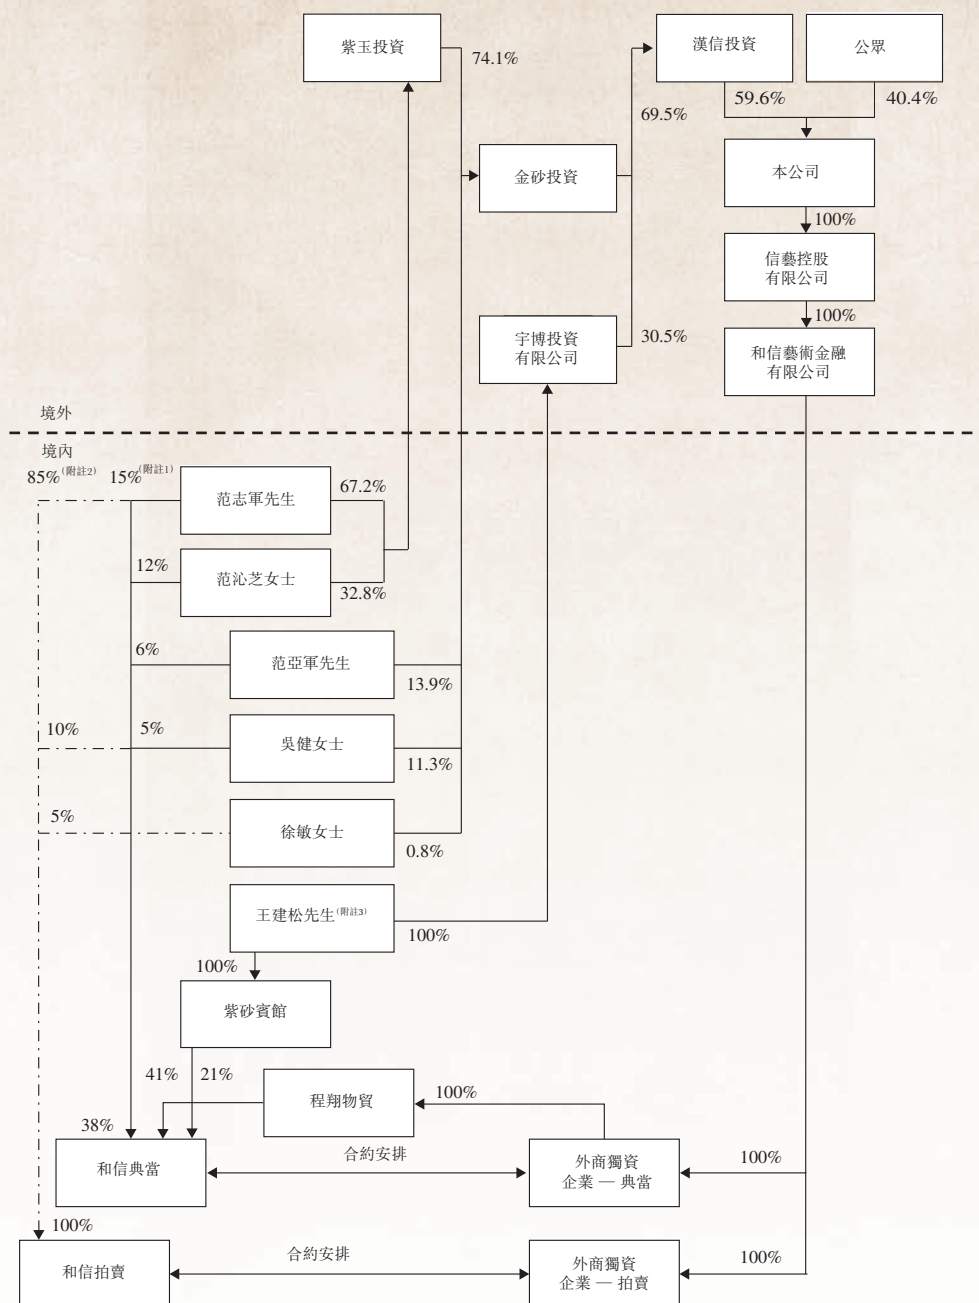 紫玉投資
漢信投資
公眾
74.1%
59.6%
40.4%
69.5%
金砂投資
本公司
100%
信藝控股
有限公司
100%
宇博投資
有限公司
30.5%
和信藝術金融
有限公司
境外
境內
85%(附註2)
15%(附註1)
范志軍先生
67.2%
12%
范沁芝女士
32.8%
6%
范亞軍先生
13.9%
10%
5%
吳健女士
11.3%
5%
徐敏女士
0.8%
王建松先生(附註3)
100%
100%
紫砂賓館
41%
21%
程翔物貿
100%
38%
和信典當
合約安排
外商獨資
企業 — 典當
100%
100%
和信拍賣
合約安排
外商獨資
企業 — 拍賣
100%